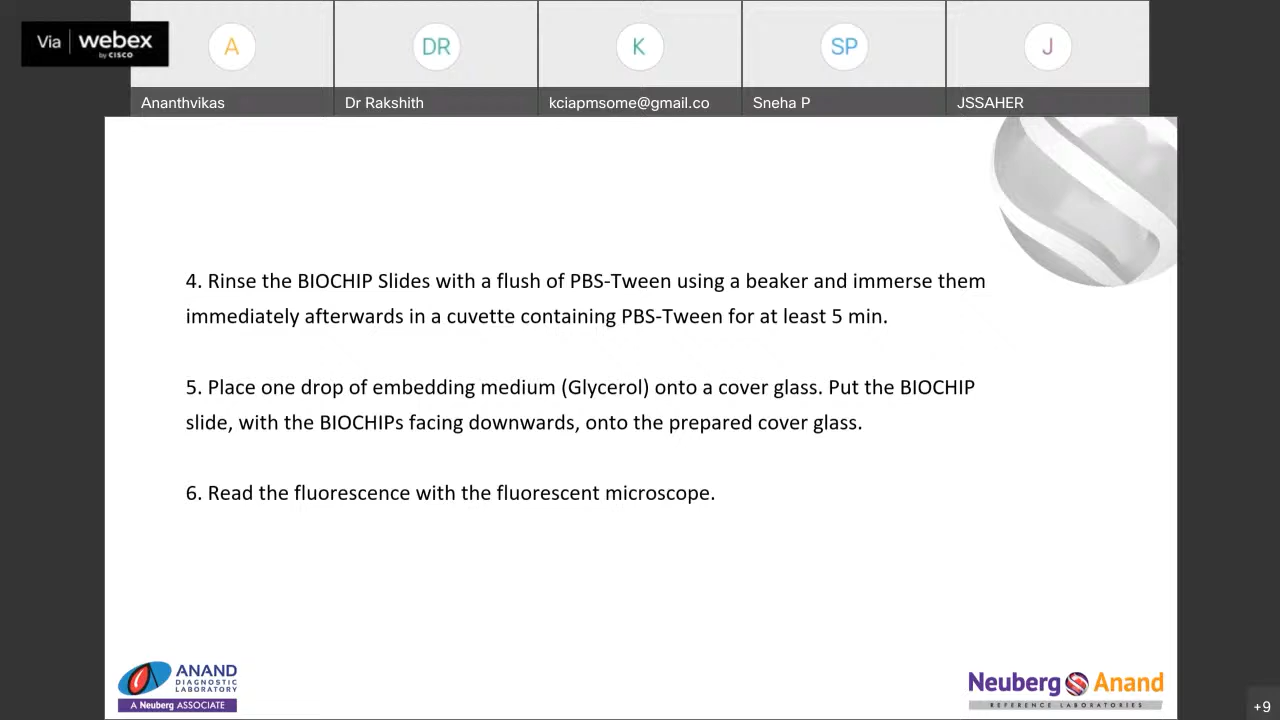 Via webex
by CISCO
A
DR
K
SP
J
Ananthvikas
Dr Rakshith
kciapmsome@gmail.co
Sneha P
JSSAHER
4. Rinse the BIOCHIP Slides with a flush of PBS-Tween using a beaker and immerse them
immediately afterwards in a cuvette containing PBS-Tween for at least 5 min.
5. Place one drop of embedding medium (Glycerol) onto a cover glass. Put the BIOCHIP
slide, with the BIOCHIPs facing downwards, onto the prepared cover glass.
6. Read the fluorescence with the fluorescent microscope.
ANAND
DIAGNOSTIC
LABORATORY
A Neuberg ASSOCIATE
Neuberg Anand
REFERENCE LABORATORIES
+9